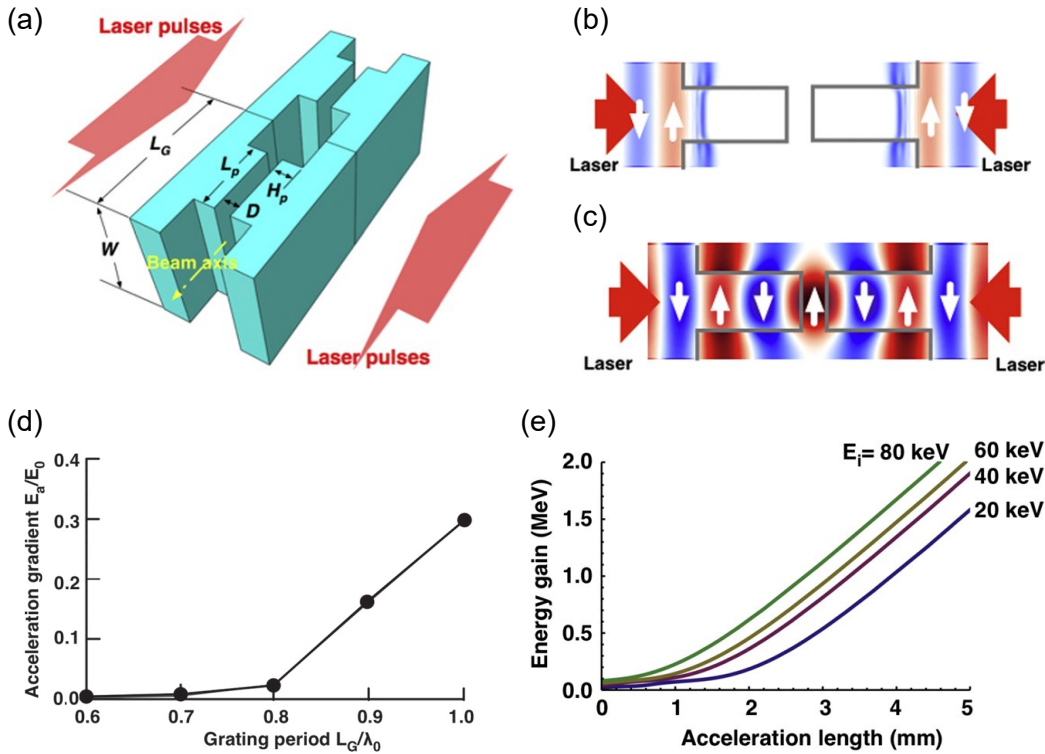 (a)
Laser pulses
L_G
L_p
H_p
D
W
Beam axis
Laser pulses
(b)
Laser
Laser
(c)
Laser
Laser
(d)
Acceleration gradient E_a/E_0
0.4
0.3
0.2
0.1
0.0
0.6 0.7 0.8 0.9 1.0
Grating period L_G/λ_0
(e)
Energy gain (MeV)
E_i= 80 keV
60 keV
40 keV
20 keV
2.0
1.5
1.0
0.5
0.0
0 1 2 3 4 5
Acceleration length (mm)